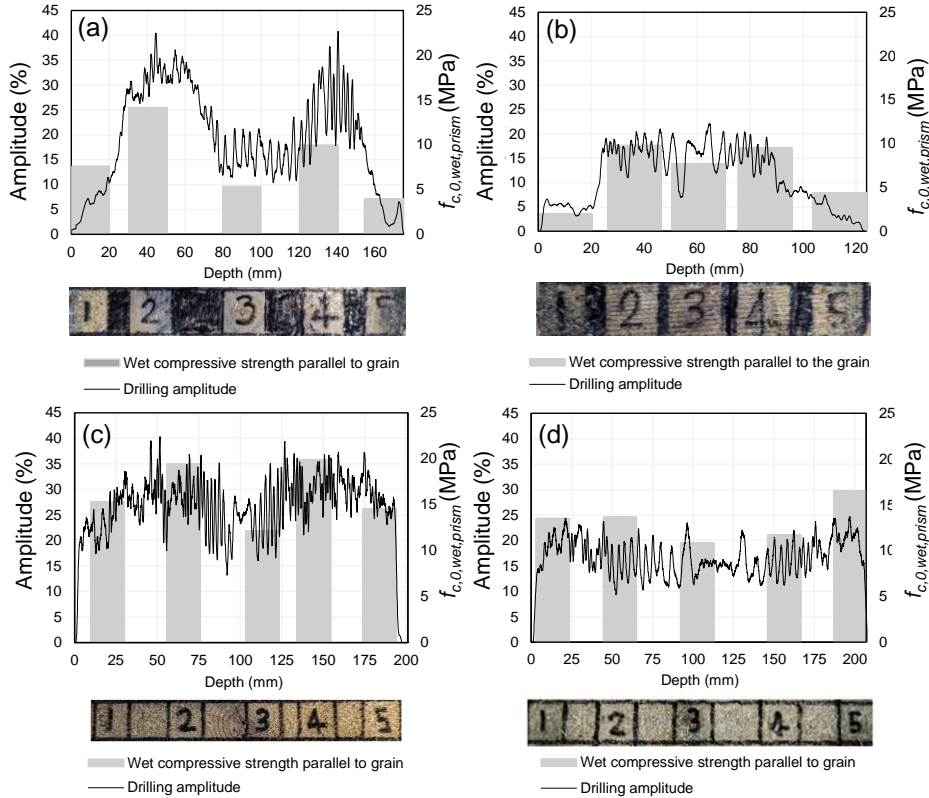 (a)
45
40
35
30
25
20
15
10
5
0
Amplitude (%)
0 20 40 60 80 100 120 140 160
Depth (mm)
25
20
15
10
5
0
fc,0,wet,prism (MPa)
1 2 3 4 5
Wet compressive strength parallel to grain
Drilling amplitude
(b)
45
40
35
30
25
20
15
10
5
0
Amplitude (%)
0 20 40 60 80 100 120
Depth (mm)
25
20
15
10
5
0
fc,0,wet,prism (MPa)
1 2 3 4 5
Wet compressive strength parallel to the grain
Drilling amplitude
(c)
45
40
35
30
25
20
15
10
5
0
Amplitude (%)
0 25 50 75 100 125 150 175 200
Depth (mm)
25
20
15
10
5
0
fc,0,wet,prism (MPa)
1 2 3 4 5
Wet compressive strength parallel to grain
Drilling amplitude
(d)
45
40
35
30
25
20
15
10
5
0
Amplitude (%)
0 25 50 75 100 125 150 175 200
Depth (mm)
25
20
15
10
5
0
fc,0,wet,prism (MPa)
1 2 3 4 5
Wet compressive strength parallel to grain
Drilling amplitude